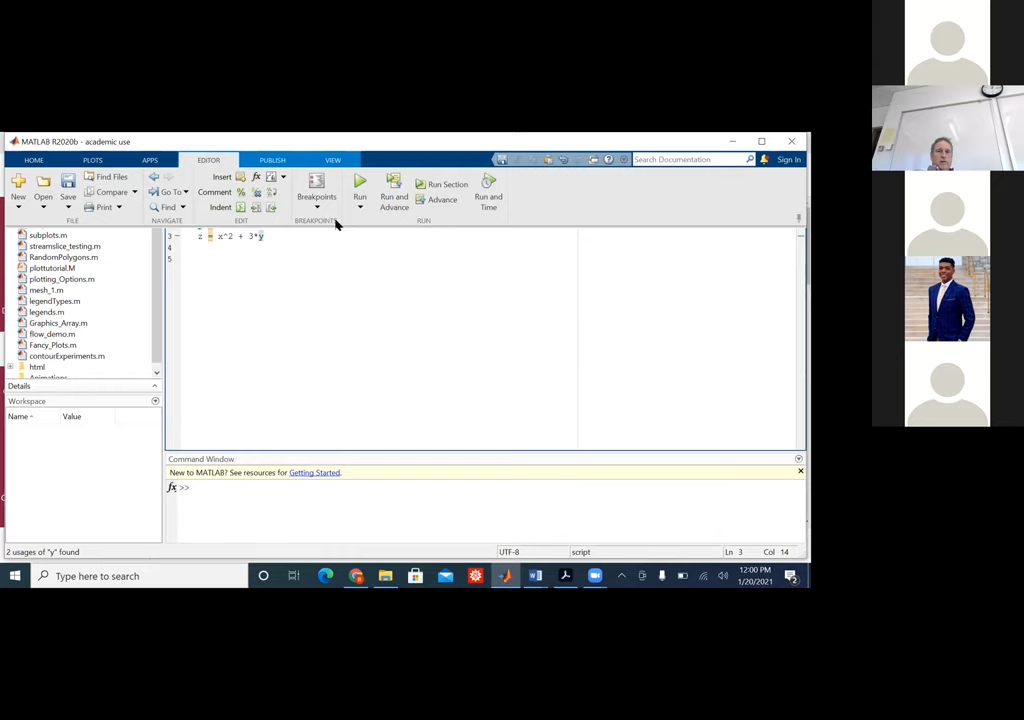 MATLAB R2020b - academic use
HOME PLOTS APPS EDITOR PUBLISH VIEW Search Documentation Sign In
New Open Save Find Files Compare Print
Go To Find
Insert fx
Comment %
Indent
Breakpoints
Run Run and Advance Run Section Advance Run and Time
FILE NAVIGATE EDIT BREAKPOINTS RUN
3 z = x^2 + 3*y
4
5
subplots.m
streamslice_testing.m
RandomPolygons.m
plottutorial.M
plotting_Options.m
mesh_1.m
legendTypes.m
legends.m
Graphics_Array.m
flow_demo.m
Fancy_Plots.m
contourExperiments.m
html
Animations
Details
Workspace
Name Value
Command Window
New to MATLAB? See resources for Getting Started.
fx >>
2 usages of "y" found UTF-8 script Ln 3 Col 14
Type here to search
12:00 PM
1/20/2021
2